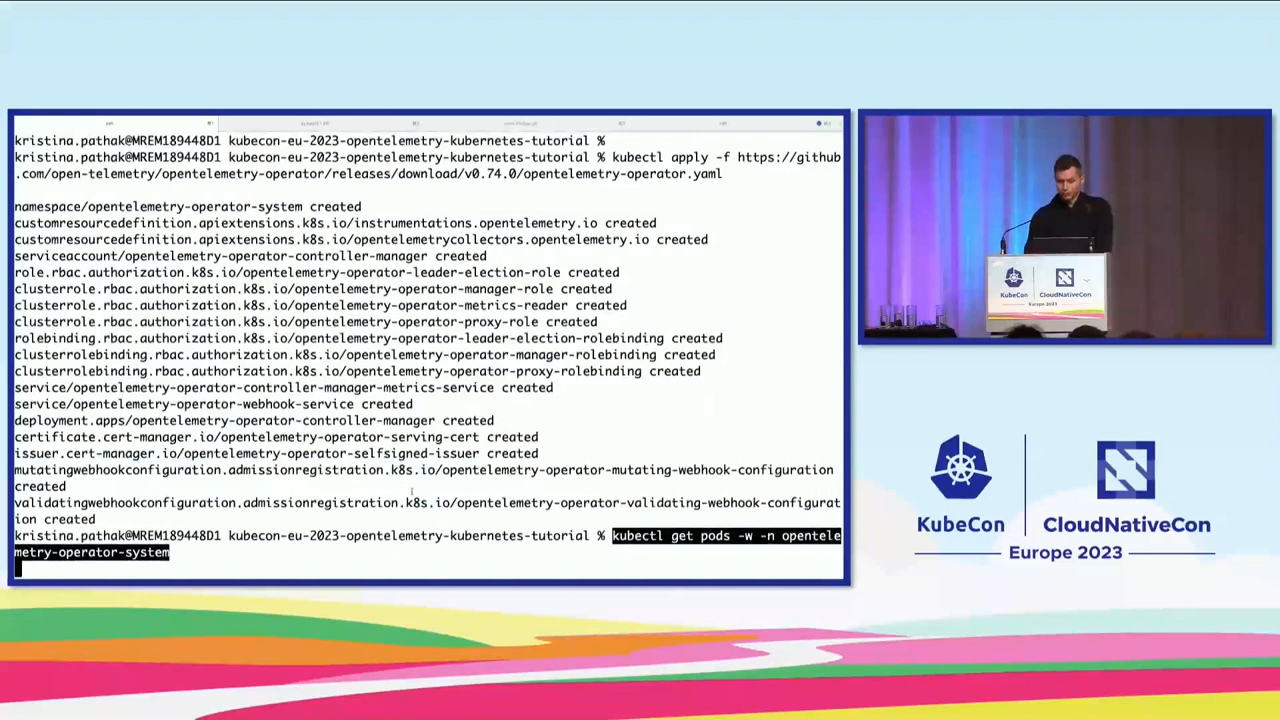 kristina.pathak@MREM189448D1 kubecon-eu-2023-opentelemetry-kubernetes-tutorial %
kristina.pathak@MREM189448D1 kubecon-eu-2023-opentelemetry-kubernetes-tutorial % kubectl apply -f https://github
.com/open-telemetry/opentelemetry-operator/releases/download/v0.74.0/opentelemetry-operator.yaml
namespace/opentelemetry-operator-system created
customresourcedefinition.apiextensions.k8s.io/instrumentations.opentelemetry.io created
customresourcedefinition.apiextensions.k8s.io/opentelemetrycollectors.opentelemetry.io created
serviceaccount/opentelemetry-operator-controller-manager created
role.rbac.authorization.k8s.io/opentelemetry-operator-leader-election-role created
clusterrole.rbac.authorization.k8s.io/opentelemetry-operator-manager-role created
clusterrole.rbac.authorization.k8s.io/opentelemetry-operator-metrics-reader created
clusterrole.rbac.authorization.k8s.io/opentelemetry-operator-proxy-role created
rolebinding.rbac.authorization.k8s.io/opentelemetry-operator-leader-election-rolebinding created
clusterrolebinding.rbac.authorization.k8s.io/opentelemetry-operator-manager-rolebinding created
clusterrolebinding.rbac.authorization.k8s.io/opentelemetry-operator-proxy-rolebinding created
service/opentelemetry-operator-controller-manager-metrics-service created
service/opentelemetry-operator-webhook-service created
deployment.apps/opentelemetry-operator-controller-manager created
certificate.cert-manager.io/opentelemetry-operator-serving-cert created
issuer.cert-manager.io/opentelemetry-operator-selfsigned-issuer created
mutatingwebhookconfiguration.admissionregistration.k8s.io/opentelemetry-operator-mutating-webhook-configuration
created
validatingwebhookconfiguration.admissionregistration.k8s.io/opentelemetry-operator-validating-webhook-configurat
ion created
kristina.pathak@MREM189448D1 kubecon-eu-2023-opentelemetry-kubernetes-tutorial % kubectl get pods -w -n opentele
metry-operator-system
KubeCon CloudNativeCon
Europe 2023
KubeCon CloudNativeCon
Europe 2023